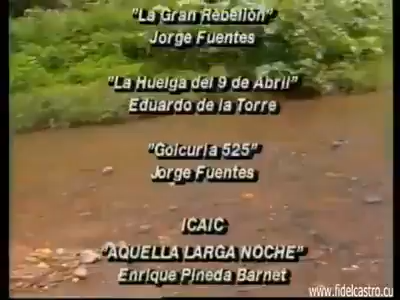 "La Gran Rebelión"
Jorge Fuentes
"La Huelga del 9 de Abril"
Eduardo de la Torre
"Goicuria 525"
Jorge Fuentes
ICAIC
"AQUELLA LARGA NOCHE"
Enrique Pineda Barnet
www.fidelcastro.cu